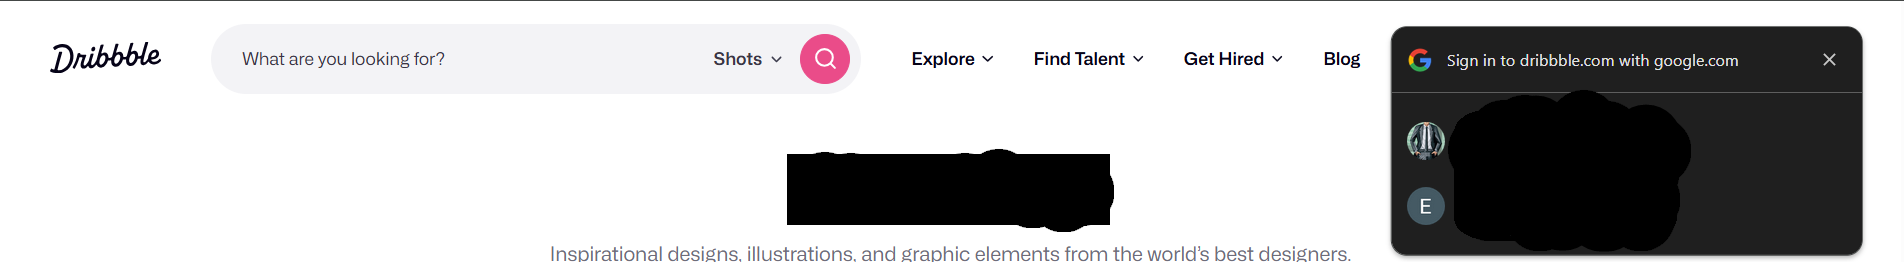 Dribbble
What are you looking for?
Shots
Explore
Find Talent
Get Hired
Blog
Sign in to dribbble.com with google.com
E
Inspirational designs, illustrations, and graphic elements from the world's best designers.